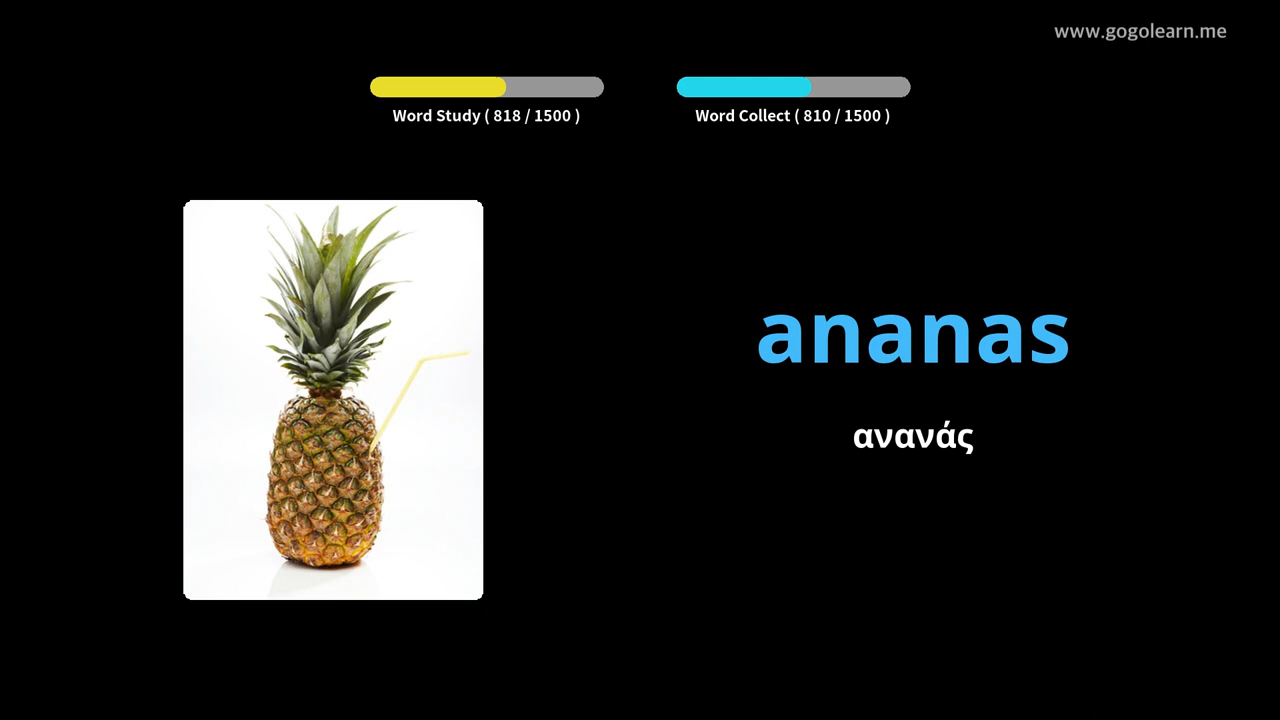 www.gogolearn.me
Word Study ( 818 / 1500 )
Word Collect ( 810 / 1500 )
ananas
ανανάς